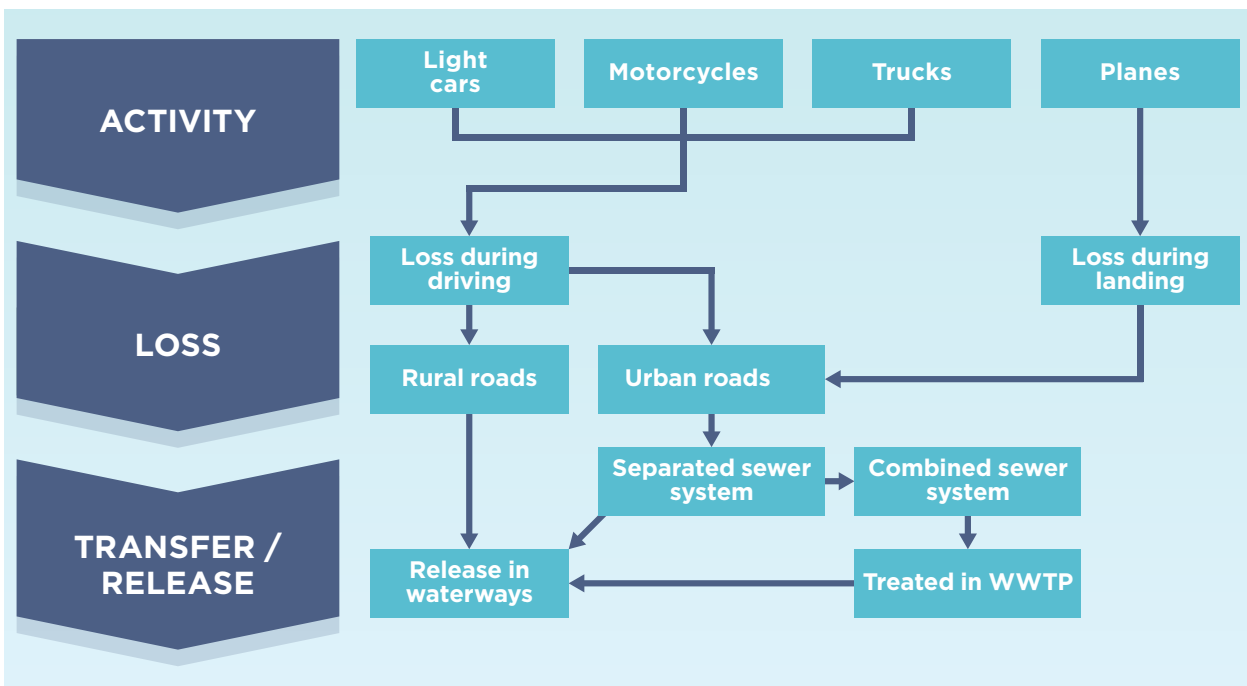 ACTIVITY
Light
cars
Motorcycles
Trucks
Planes
LOSS
Loss during
driving
Loss during
landing
Rural roads
Urban roads
TRANSFER /
RELEASE
Separated sewer
system
Combined sewer
system
Release in
waterways
Treated in WWTP